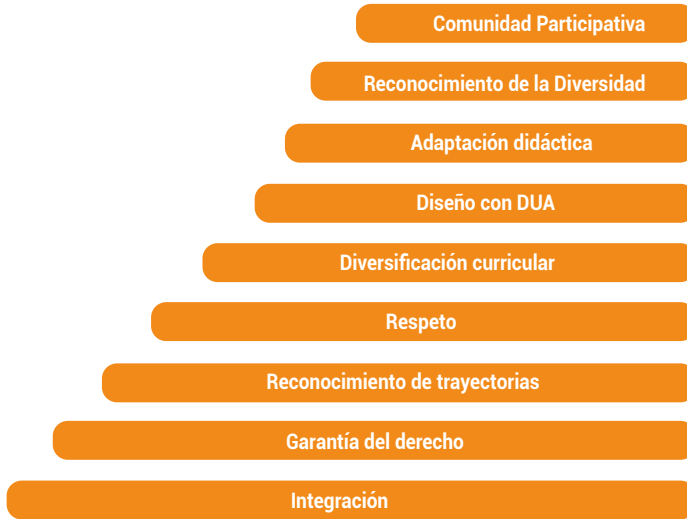 Comunidad Participativa
Reconocimiento de la Diversidad
Adaptación didáctica
Diseño con DUA
Diversificación curricular
Respeto
Reconocimiento de trayectorias
Garantía del derecho
Integración